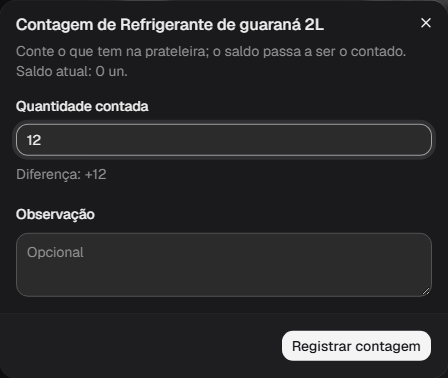 Contagem de Refrigerante de guaraná 2L
Conte o que tem na prateleira; o saldo passa a ser o contado.
Saldo atual: 0 un.
Quantidade contada
12
Diferença: +12
Observação
Opcional
Registrar contagem